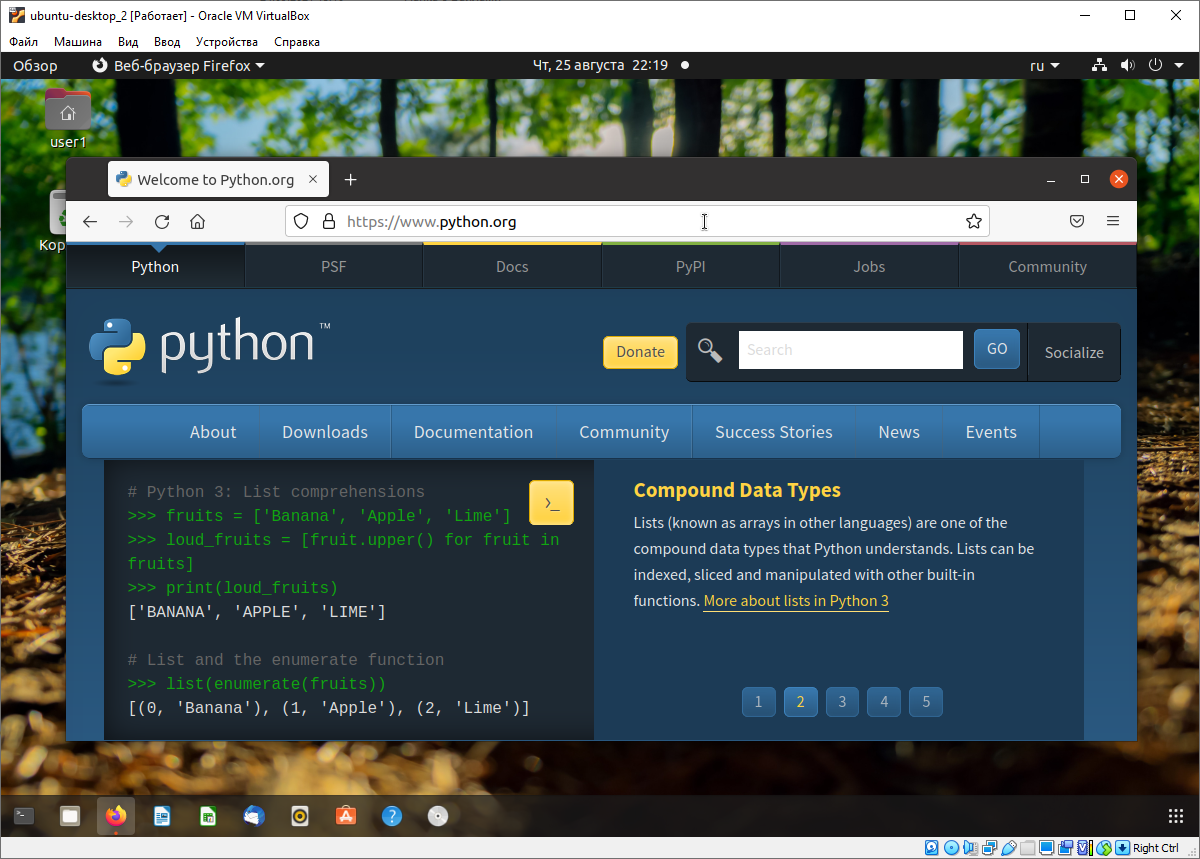 ubuntu-desktop_2 [Работает] - Oracle VM VirtualBox
Файл Машина Вид Ввод Устройства Справка
Обзор Веб-браузер Firefox Чт, 25 августа 22:19 ru
user1
Кор
Welcome to Python.org
https://www.python.org
Python PSF Docs PyPI Jobs Community
python™
Donate Search GO Socialize
About Downloads Documentation Community Success Stories News Events
# Python 3: List comprehensions
>>> fruits = ['Banana', 'Apple', 'Lime']
>>> loud_fruits = [fruit.upper() for fruit in
fruits]
>>> print(loud_fruits)
['BANANA', 'APPLE', 'LIME']
# List and the enumerate function
>>> list(enumerate(fruits))
[(0, 'Banana'), (1, 'Apple'), (2, 'Lime')]
>_
Compound Data Types
Lists (known as arrays in other languages) are one of the
compound data types that Python understands. Lists can be
indexed, sliced and manipulated with other built-in
functions. More about lists in Python 3
1 2 3 4 5
Right Ctrl